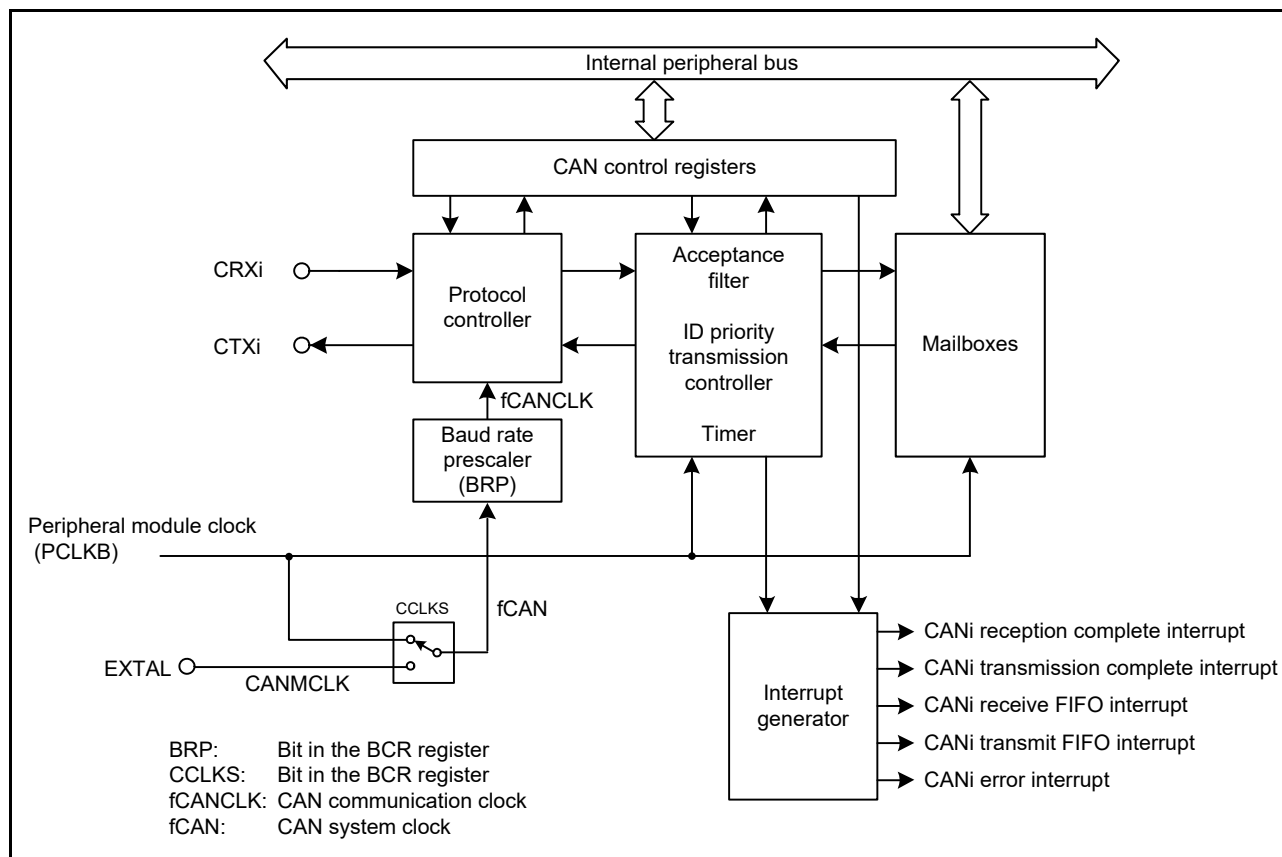 Internal peripheral bus
CAN control registers
CRXi
CTXi
Protocol
controller
Acceptance
filter
ID priority
transmission
controller
Timer
Mailboxes
fCANCLK
Baud rate
prescaler
(BRP)
Peripheral module clock
(PCLKB)
CCLKS
fCAN
EXTAL
CANMCLK
Interrupt
generator
CANi reception complete interrupt
CANi transmission complete interrupt
CANi receive FIFO interrupt
CANi transmit FIFO interrupt
CANi error interrupt
BRP: Bit in the BCR register
CCLKS: Bit in the BCR register
fCANCLK: CAN communication clock
fCAN: CAN system clock